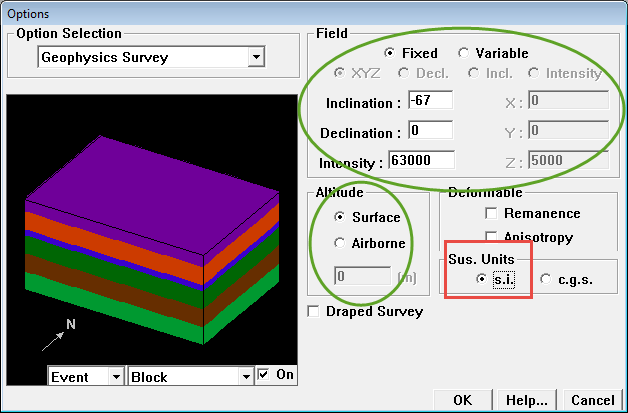 Options
Option Selection
Geophysics Survey
Field
Fixed Variable
XYZ Decl. Incl. Intensity
Inclination : -67 X : 0
Declination : 0 Y : 0
Intensity : 63000 Z : 5000
Altitude
Surface
Airborne
0 (m)
Deformable
Remanence
Anisotropy
Sus. Units
s.i. c.g.s.
Draped Survey
N
Event Block On
OK Help... Cancel